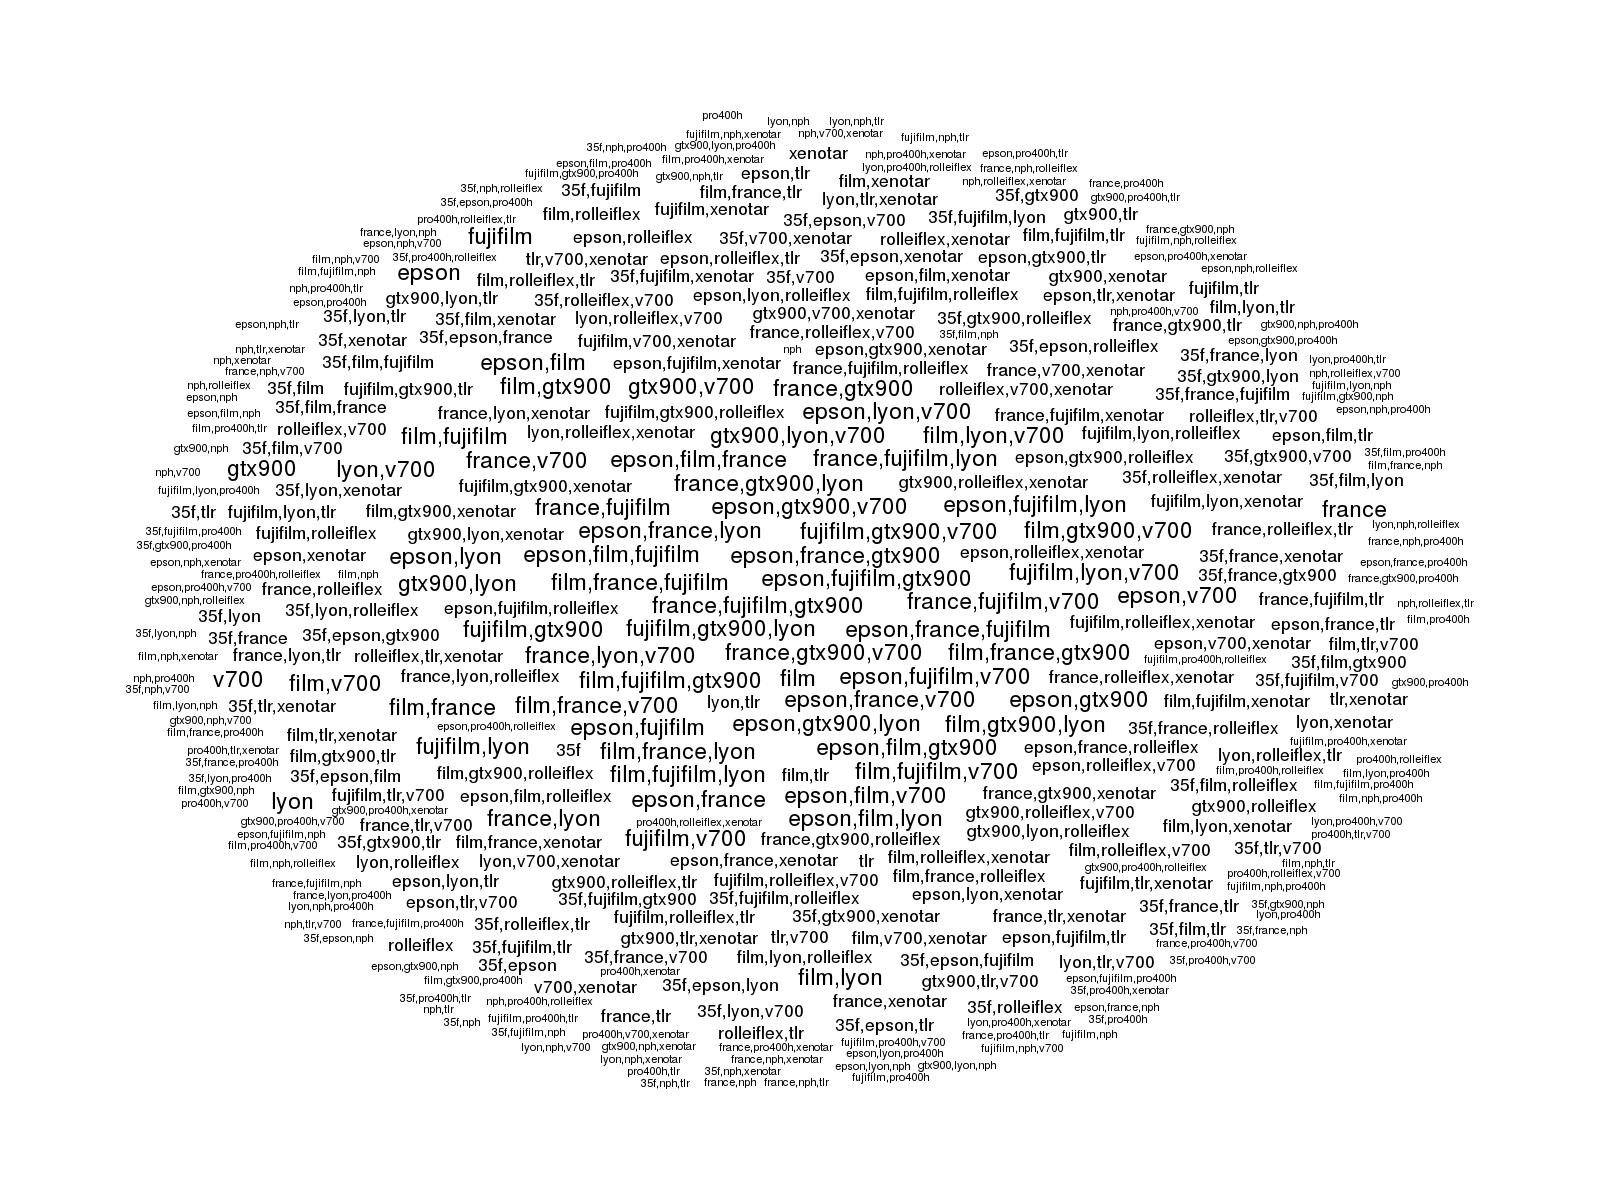 pro400h
lyon,nph lyon,nph,tlr
fujifilm,nph,xenotar nph,v700,xenotar fujifilm,nph,tlr
35f,nph,pro400h gtx900,lyon,pro400h xenotar nph,pro400h,xenotar epson,pro400h,tlr
epson,film,pro400h film,pro400h,xenotar lyon,pro400h,rolleiflex france,nph,rolleiflex
fujifilm,gtx900,pro400h gtx900,nph,tlr epson,tlr film,xenotar nph,rolleiflex,xenotar france,pro400h
35f,nph,rolleiflex 35f,fujifilm film,france,tlr lyon,tlr,xenotar 35f,gtx900 gtx900,pro400h,tlr
35f,epson,pro400h
pro400h,rolleiflex,tlr film,rolleiflex fujifilm,xenotar 35f,epson,v700 35f,fujifilm,lyon gtx900,tlr
france,lyon,nph fujifilm epson,rolleiflex 35f,v700,xenotar rolleiflex,xenotar film,fujifilm,tlr france,gtx900,nph
epson,nph,v700 fujifilm,nph,rolleiflex
film,nph,v700 35f,pro400h,rolleiflex tlr,v700,xenotar epson,rolleiflex,tlr 35f,epson,xenotar epson,gtx900,tlr epson,pro400h,xenotar
film,fujifilm,nph epson film,rolleiflex,tlr 35f,fujifilm,xenotar 35f,v700 epson,film,xenotar gtx900,xenotar epson,nph,rolleiflex
nph,pro400h,tlr fujifilm,tlr
epson,pro400h gtx900,lyon,tlr 35f,rolleiflex,v700 epson,lyon,rolleiflex film,fujifilm,rolleiflex epson,tlr,xenotar film,lyon,tlr
35f,lyon,tlr 35f,film,xenotar lyon,rolleiflex,v700 gtx900,v700,xenotar 35f,gtx900,rolleiflex nph,pro400h,v700
epson,nph,tlr france,rolleiflex,v700 35f,film,nph france,gtx900,tlr gtx900,nph,pro400h
35f,xenotar 35f,epson,france fujifilm,v700,xenotar epson,gtx900,pro400h
nph,tlr,xenotar nph epson,gtx900,xenotar 35f,epson,rolleiflex
nph,xenotar 35f,film,fujifilm epson,film epson,fujifilm,xenotar 35f,france,lyon lyon,pro400h,tlr
france,nph,v700 france,fujifilm,rolleiflex france,v700,xenotar 35f,gtx900,lyon nph,rolleiflex,v700
nph,rolleiflex 35f,film fujifilm,gtx900,tlr film,gtx900 gtx900,v700 france,gtx900 rolleiflex,v700,xenotar 35f,france,fujifilm fujifilm,lyon,nph
epson,nph fujifilm,gtx900,nph
epson,film,nph 35f,film,france france,lyon,xenotar fujifilm,gtx900,rolleiflex epson,lyon,v700 france,fujifilm,xenotar rolleiflex,tlr,v700 epson,nph,pro400h
film,pro400h,tlr rolleiflex,v700 film,fujifilm lyon,rolleiflex,xenotar gtx900,lyon,v700 film,lyon,v700 fujifilm,lyon,rolleiflex epson,film,tlr
gtx900,nph 35f,film,v700 35f,film,pro400h
nph,v700 gtx900 lyon,v700 france,v700 epson,film,france france,fujifilm,lyon epson,gtx900,rolleiflex 35f,gtx900,v700 film,france,nph
fujifilm,lyon,pro400h 35f,lyon,xenotar fujifilm,gtx900,xenotar france,gtx900,lyon gtx900,rolleiflex,xenotar 35f,rolleiflex,xenotar 35f,film,lyon
35f,tlr fujifilm,lyon,tlr film,gtx900,xenotar france,fujifilm epson,gtx900,v700 epson,fujifilm,lyon fujifilm,lyon,xenotar france
35f,fujifilm,pro400h fujifilm,rolleiflex gtx900,lyon,xenotar epson,france,lyon fujifilm,gtx900,v700 film,gtx900,v700 france,rolleiflex,tlr lyon,nph,rolleiflex
35f,gtx900,pro400h france,nph,pro400h
epson,nph,xenotar epson,xenotar epson,lyon epson,film,fujifilm epson,france,gtx900 epson,rolleiflex,xenotar 35f,france,xenotar epson,france,pro400h
france,pro400h,rolleiflex film,nph
epson,pro400h,v700 france,rolleiflex gtx900,lyon film,france,fujifilm epson,fujifilm,gtx900 fujifilm,lyon,v700 35f,france,gtx900 france,gtx900,pro400h
gtx900,nph,rolleiflex 35f,lyon 35f,lyon,rolleiflex epson,fujifilm,rolleiflex france,fujifilm,gtx900 france,fujifilm,v700 epson,v700 france,fujifilm,tlr nph,rolleiflex,tlr
35f,lyon,nph 35f,france 35f,epson,gtx900 fujifilm,gtx900 fujifilm,gtx900,lyon epson,france,fujifilm fujifilm,rolleiflex,xenotar epson,france,tlr film,pro400h
film,nph,xenotar france,lyon,tlr rolleiflex,tlr,xenotar france,lyon,v700 france,gtx900,v700 film,france,gtx900 epson,v700,xenotar film,tlr,v700
fujifilm,pro400h,rolleiflex 35f,film,gtx900
nph,pro400h v700 film,v700 france,lyon,rolleiflex film,fujifilm,gtx900 film epson,fujifilm,v700 france,rolleiflex,xenotar 35f,fujifilm,v700 gtx900,pro400h
35f,nph,v700
film,lyon,nph 35f,tlr,xenotar film,france film,france,v700 lyon,tlr epson,france,v700 epson,gtx900 film,fujifilm,xenotar tlr,xenotar
gtx900,nph,v700 epson,pro400h,rolleiflex epson,fujifilm epson,gtx900,lyon film,gtx900,lyon 35f,france,rolleiflex lyon,xenotar
film,france,pro400h film,tlr,xenotar fujifilm,pro400h,xenotar
pro400h,tlr,xenotar film,gtx900,tlr fujifilm,lyon 35f film,france,lyon epson,film,gtx900 epson,france,rolleiflex lyon,rolleiflex,tlr pro400h,rolleiflex
35f,france,pro400h epson,rolleiflex,v700
35f,lyon,pro400h 35f,epson,film film,gtx900,rolleiflex film,fujifilm,lyon film,tlr film,fujifilm,v700 film,pro400h,rolleiflex film,lyon,pro400h
film,gtx900,nph 35f,film,rolleiflex film,fujifilm,pro400h
pro400h,v700 lyon fujifilm,tlr,v700 epson,film,rolleiflex epson,france epson,film,v700 france,gtx900,xenotar film,nph,pro400h
gtx900,pro400h,xenotar gtx900,rolleiflex
gtx900,pro400h,v700 france,tlr,v700 france,lyon pro400h,rolleiflex,xenotar epson,film,lyon gtx900,rolleiflex,v700 film,lyon,xenotar lyon,pro400h,v700
epson,fujifilm,nph gtx900,lyon,rolleiflex pro400h,tlr,v700
film,pro400h,v700 35f,gtx900,tlr film,france,xenotar fujifilm,v700 france,gtx900,rolleiflex film,rolleiflex,v700 35f,tlr,v700
film,nph,rolleiflex lyon,rolleiflex lyon,v700,xenotar epson,france,xenotar tlr film,rolleiflex,xenotar gtx900,pro400h,rolleiflex film,nph,tlr
france,fujifilm,nph epson,lyon,tlr gtx900,rolleiflex,tlr fujifilm,rolleiflex,v700 film,france,rolleiflex fujifilm,tlr,xenotar pro400h,rolleiflex,v700
fujifilm,nph,pro400h
france,lyon,pro400h epson,tlr,v700 35f,fujifilm,gtx900 35f,fujifilm,rolleiflex epson,lyon,xenotar 35f,france,tlr 35f,gtx900,nph
lyon,nph,pro400h lyon,pro400h
nph,tlr,v700 france,fujifilm,pro400h 35f,rolleiflex,tlr fujifilm,rolleiflex,tlr 35f,gtx900,xenotar france,tlr,xenotar 35f,film,tlr 35f,france,nph
35f,epson,nph rolleiflex 35f,fujifilm,tlr gtx900,tlr,xenotar tlr,v700 film,v700,xenotar epson,fujifilm,tlr france,pro400h,v700
epson,gtx900,nph 35f,epson 35f,france,v700 film,lyon,rolleiflex 35f,epson,fujifilm lyon,tlr,v700 35f,pro400h,v700
pro400h,xenotar
film,gtx900,pro400h v700,xenotar 35f,epson,lyon film,lyon gtx900,tlr,v700 epson,fujifilm,pro400h
35f,pro400h,xenotar
35f,pro400h,tlr nph,pro400h,rolleiflex france,xenotar 35f,rolleiflex epson,france,nph
nph,tlr fujifilm,pro400h,tlr france,tlr 35f,lyon,v700 35f,epson,tlr lyon,pro400h,xenotar 35f,pro400h
35f,nph
35f,fujifilm,nph pro400h,v700,xenotar rolleiflex,tlr fujifilm,pro400h,v700 france,pro400h,tlr fujifilm,nph
lyon,nph,v700 gtx900,nph,xenotar france,pro400h,xenotar epson,lyon,pro400h fujifilm,nph,v700
lyon,nph,xenotar france,nph,xenotar epson,lyon,nph gtx900,lyon,nph
pro400h,tlr 35f,nph,xenotar fujifilm,pro400h
35f,nph,tlr france,nph france,nph,tlr